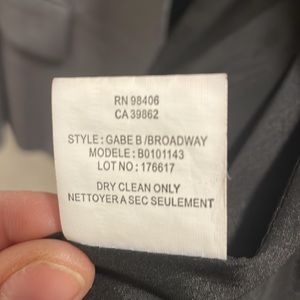 RN 98406
CA 39862
STYLE : GABE B /BROADWAY
MODELE : B0101143
LOT NO : 176617
DRY CLEAN ONLY
NETTOYER A SEC SEULEMENT